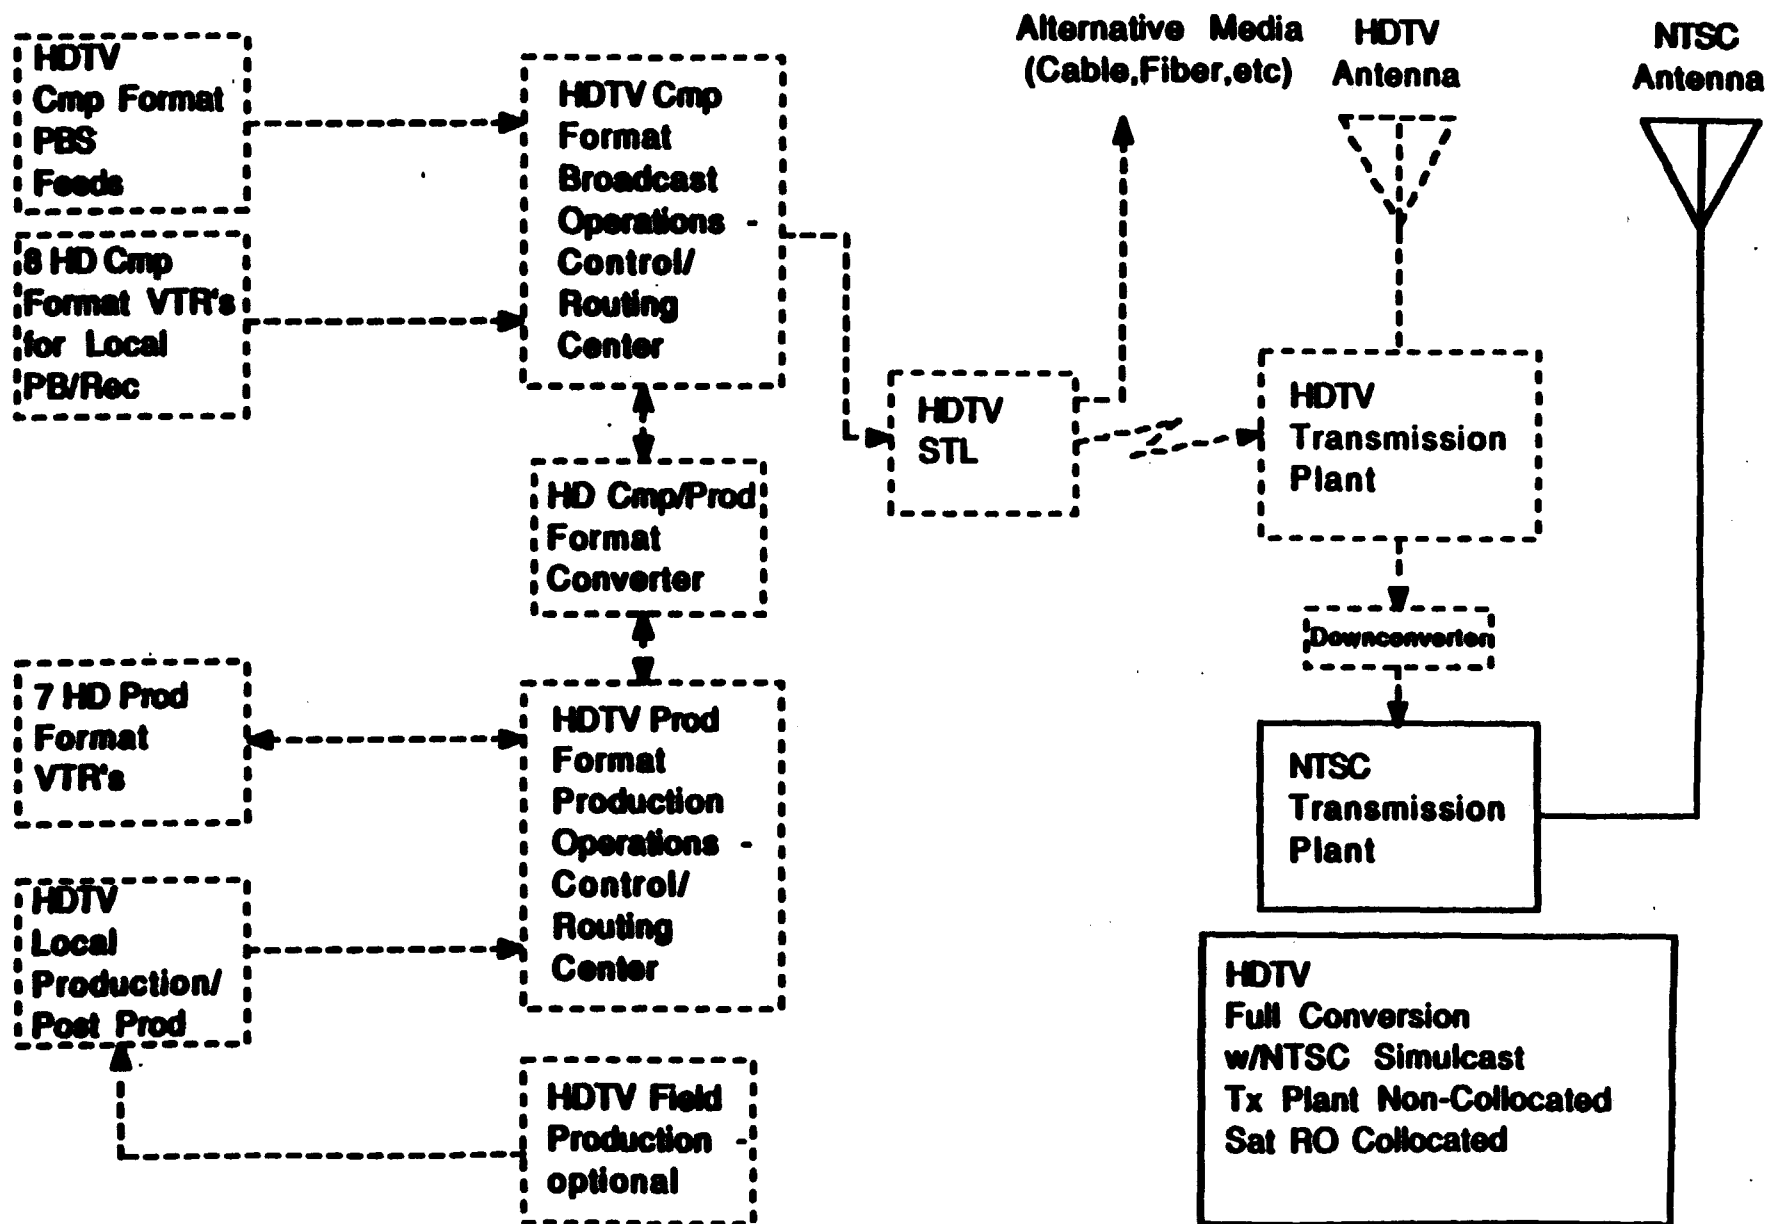 Alternative Media
(Cable,Fiber,etc)
HDTV
Antenna
NTSC
Antenna
HDTV
Cmp Format
PBS
Feeds
8 HD Cmp
Format VTR's
for Local
PB/Rec
HDTV Cmp
Format
Broadcast
Operations -
Control/
Routing
Center
HDTV
STL
HDTV
Transmission
Plant
HD Cmp/Prod
Format
Converter
Downconverter
7 HD Prod
Format
VTR's
HDTV Prod
Format
Production
Operations -
Control/
Routing
Center
NTSC
Transmission
Plant
HDTV
Local
Production/
Post Prod
HDTV Field
Production -
optional
HDTV
Full Conversion
w/NTSC Simulcast
Tx Plant Non-Collocated
Sat RO Collocated